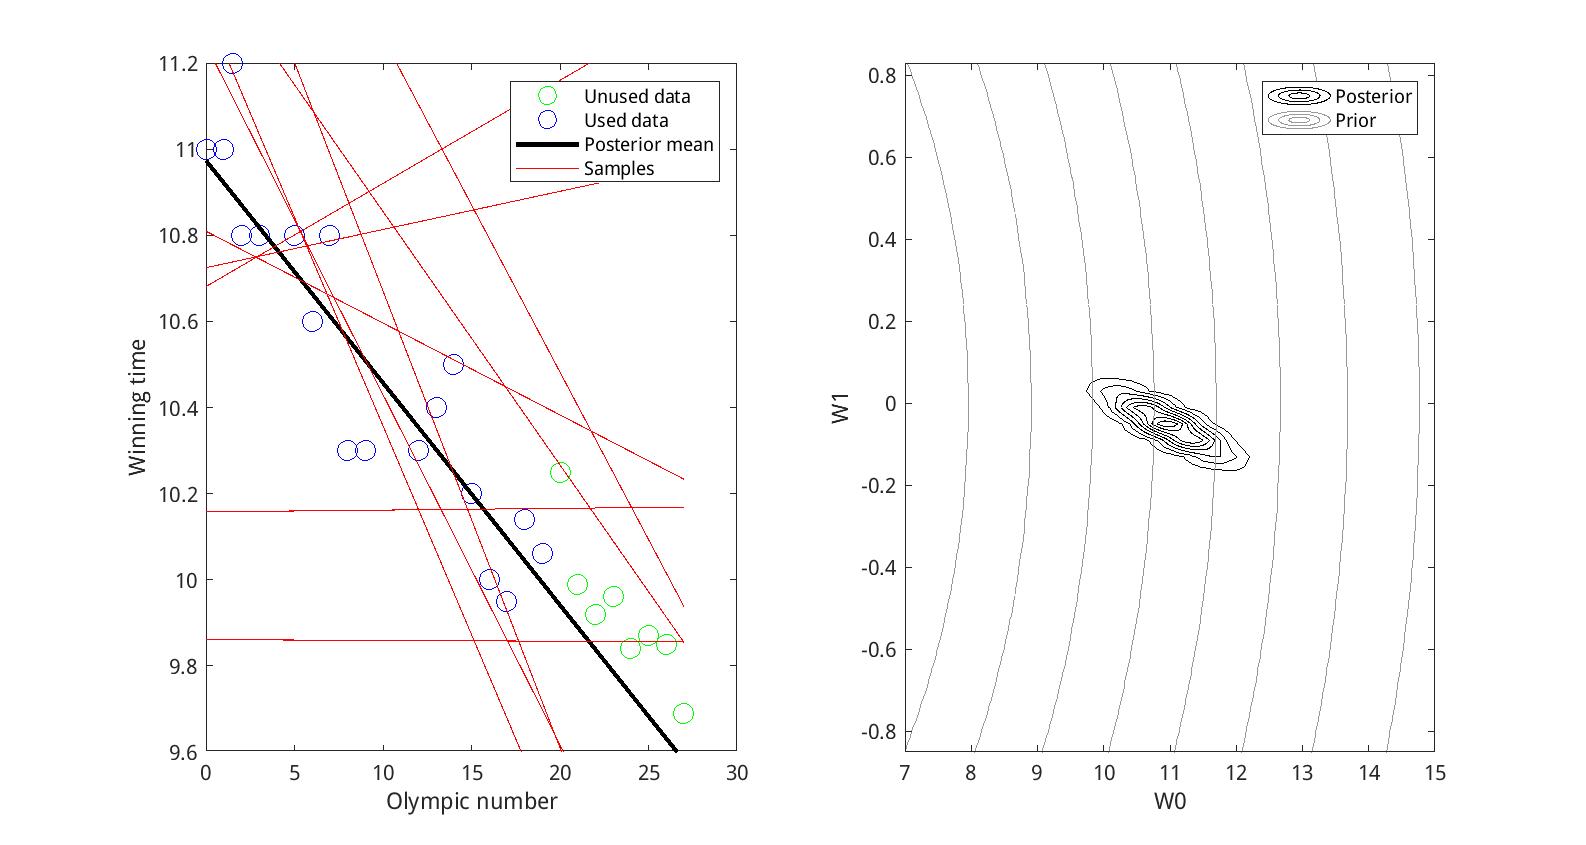 11.2
11
10.8
10.6
10.4
10.2
10
9.8
9.6
0 5 10 15 20 25 30
Winning time
Olympic number
Unused data
Used data
Posterior mean
Samples
0.8
0.6
0.4
0.2
0
-0.2
-0.4
-0.6
-0.8
7 8 9 10 11 12 13 14 15
W1
W0
Posterior
Prior